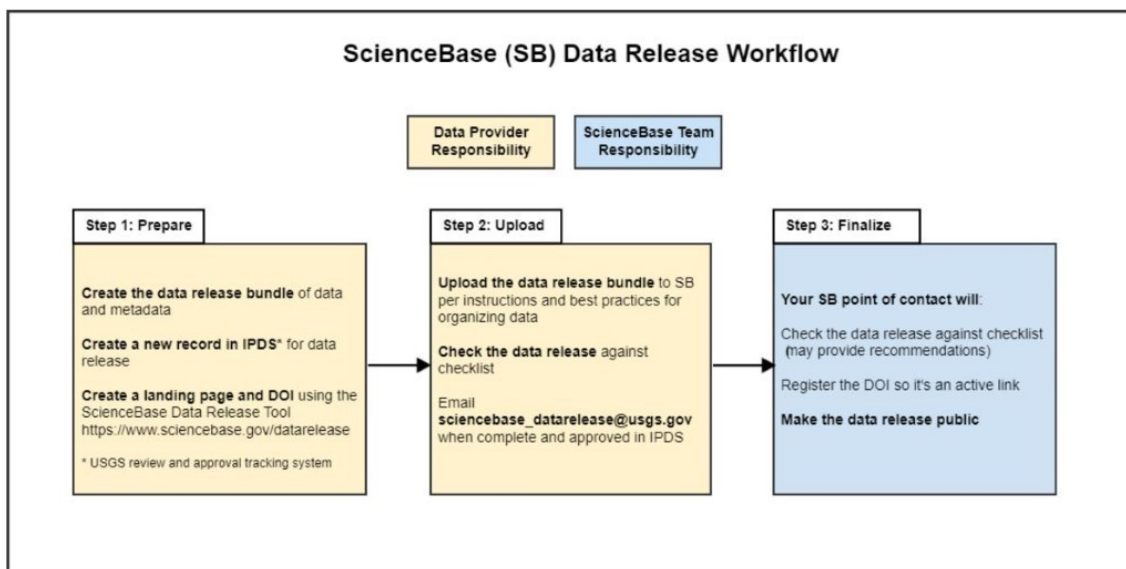 ScienceBase (SB) Data Release Workflow
Data Provider
Responsibility
ScienceBase Team
Responsibility
Step 1: Prepare
Create the data release bundle of data
and metadata
Create a new record in IPDS* for data
release
Create a landing page and DOI using the
ScienceBase Data Release Tool
https://www.sciencebase.gov/datarelease
* USGS review and approval tracking system
Step 2: Upload
Upload the data release bundle to SB
per instructions and best practices for
organizing data
Check the data release against
checklist
Email
sciencebase_datarelease@usgs.gov
when complete and approved in IPDS
Step 3: Finalize
Your SB point of contact will:
Check the data release against checklist
(may provide recommendations)
Register the DOI so it's an active link
Make the data release public